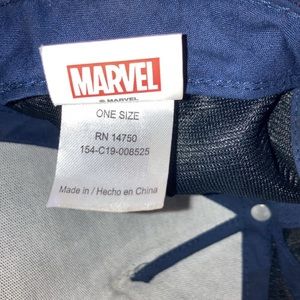 MARVEL
© MARVEL
ONE SIZE
RN 14750
154-C19-008525
Made in / Hecho en China